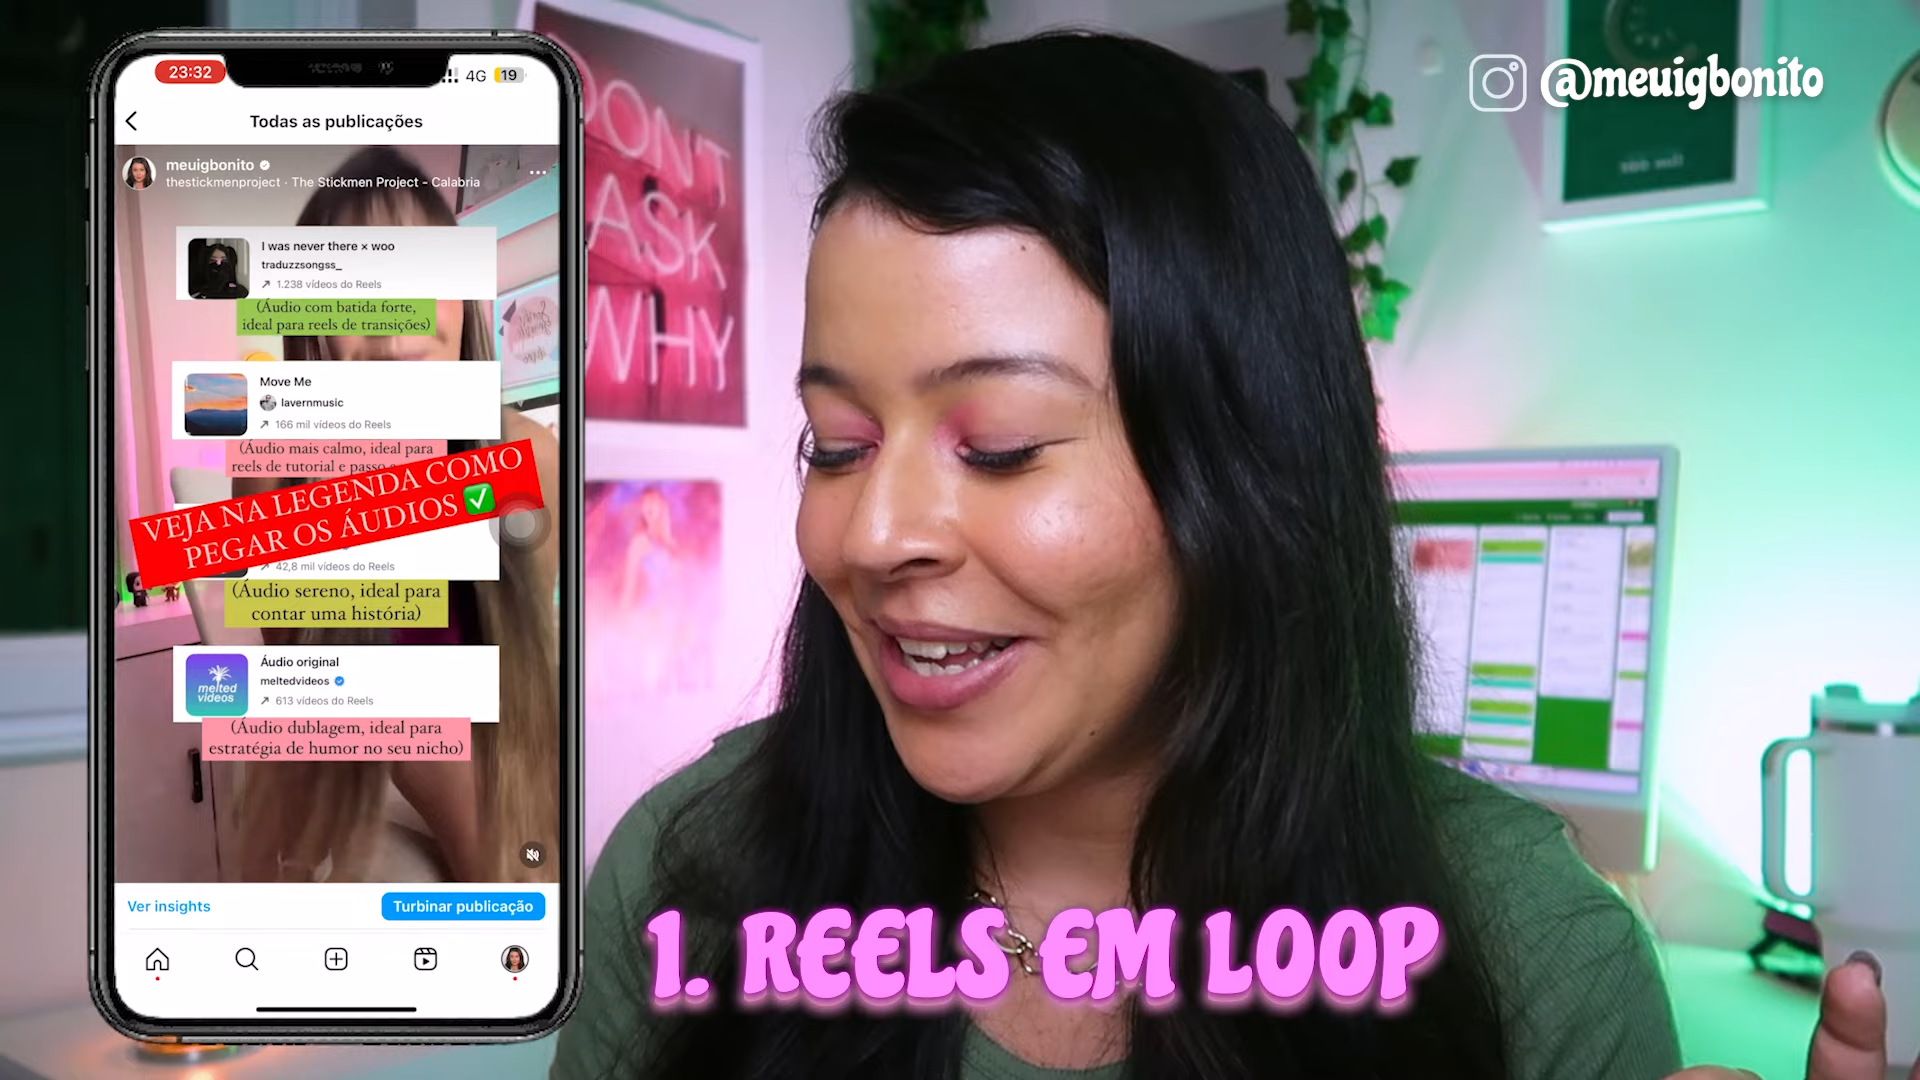 23:32
4G 19
Todas as publicações
meuigbonito
thestickmenproject · The Stickmen Project - Calabria
I was never there × woo
traduzzsongss_
1.238 vídeos do Reels
(Áudio com batida forte,
ideal para reels de transições)
Move Me
lavernmusic
166 mil vídeos do Reels
(Áudio mais calmo, ideal para
reels de tutorial e passo
VEJA NA LEGENDA COMO
PEGAR OS ÁUDIOS ✅
42,8 mil vídeos do Reels
(Áudio sereno, ideal para
contar uma história)
melted
videos
Áudio original
meltedvideos
613 vídeos do Reels
(Áudio dublagem, ideal para
estratégia de humor no seu nicho)
Ver insights
Turbinar publicação
DON'T
ASK
WHY
@meuigbonito
1. REELS EM LOOP